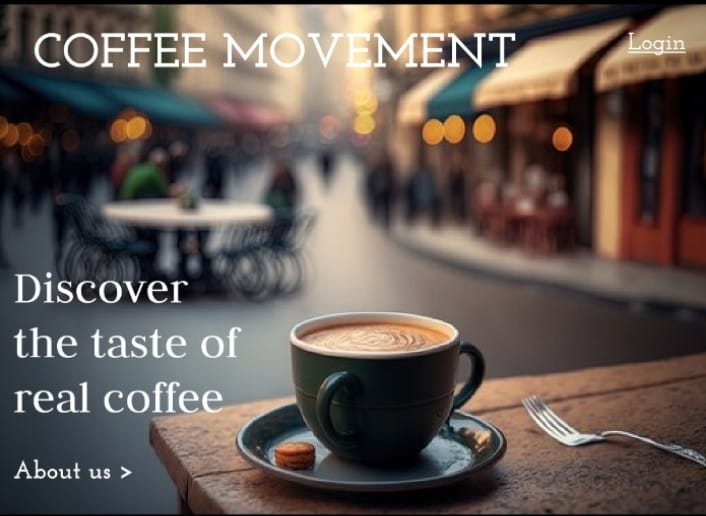 COFFEE MOVEMENT
Login
Discover
the taste of
real coffee
About us >